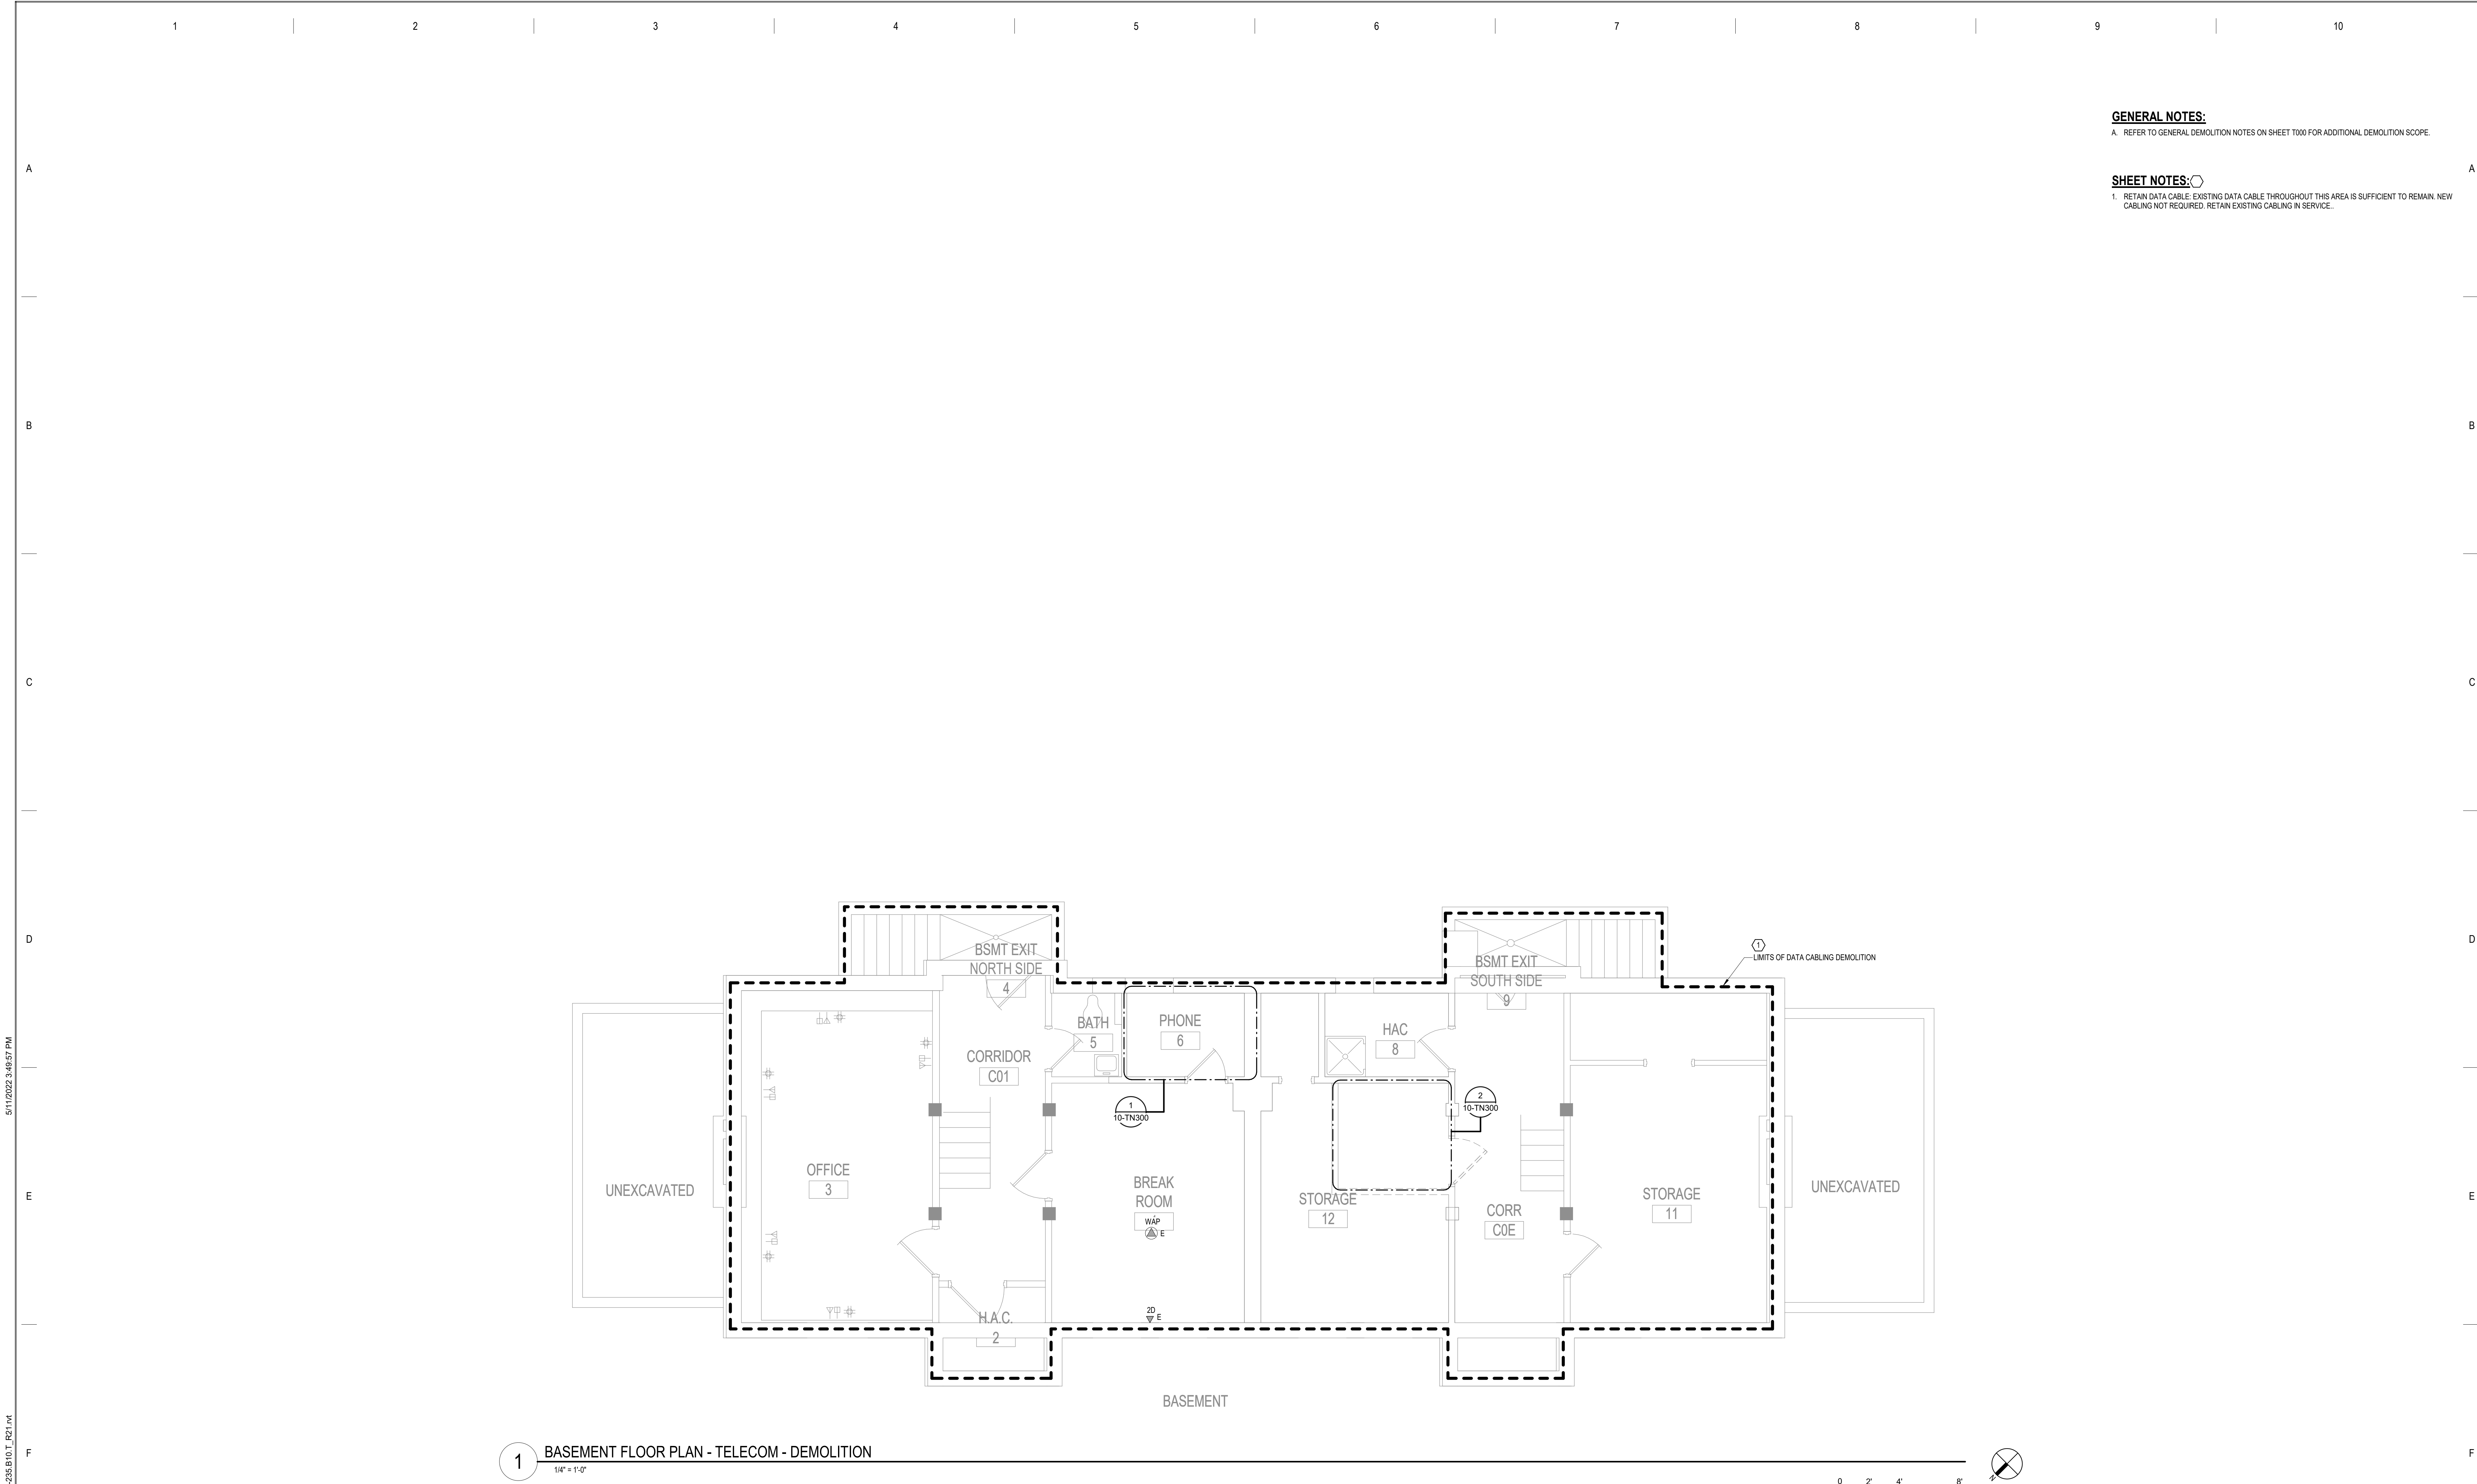 1 2 3 4 5 6 7 8 9 10
GENERAL NOTES:
A. REFER TO GENERAL DEMOLITION NOTES ON SHEET T000 FOR ADDITIONAL DEMOLITION SCOPE.
A A
SHEET NOTES:
1. RETAIN DATA CABLE: EXISTING DATA CABLE THROUGHOUT THIS AREA IS SUFFICIENT TO REMAIN. NEW
CABLING NOT REQUIRED. RETAIN EXISTING CABLING IN SERVICE..
B B
C C
D D
1
LIMITS OF DATA CABLING DEMOLITION
BSMT EXIT
NORTH SIDE
4
BSMT EXIT
SOUTH SIDE
9
BATH
5
PHONE
6
HAC
8
CORRIDOR
C01
1
10-TN300
2
10-TN300
OFFICE
3
UNEXCAVATED
BREAK
ROOM
WAP
E
STORAGE
12
CORR
C0E
STORAGE
11
UNEXCAVATED
E E
2D
E
H.A.C.
2
BASEMENT
F F
1
BASEMENT FLOOR PLAN - TELECOM - DEMOLITION
1/4" = 1'-0"
N
0 2' 4' 8'
5/11/2022 3:49:57 PM
-235.B10.T_R21.rvt